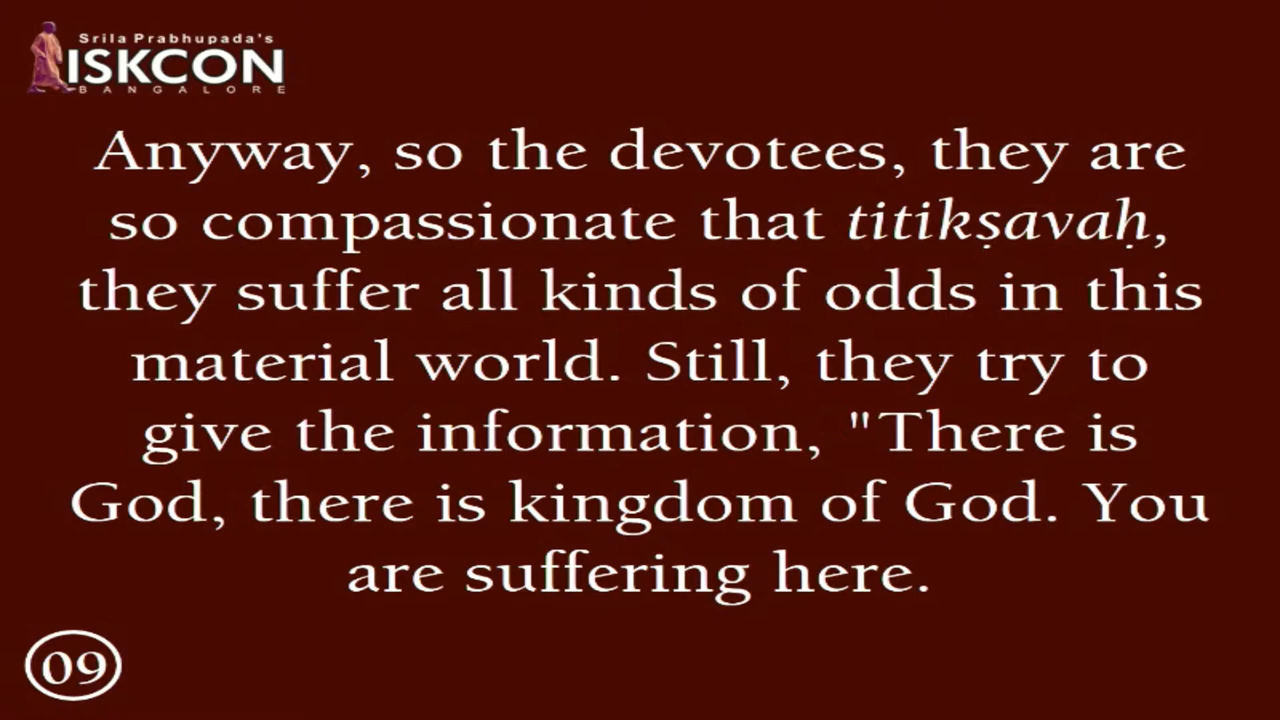 Srila Prabhupada's
ISKCON
BANGALORE
Anyway, so the devotees, they are
so compassionate that titikṣavaḥ,
they suffer all kinds of odds in this
material world. Still, they try to
give the information, "There is
God, there is kingdom of God. You
are suffering here.
09